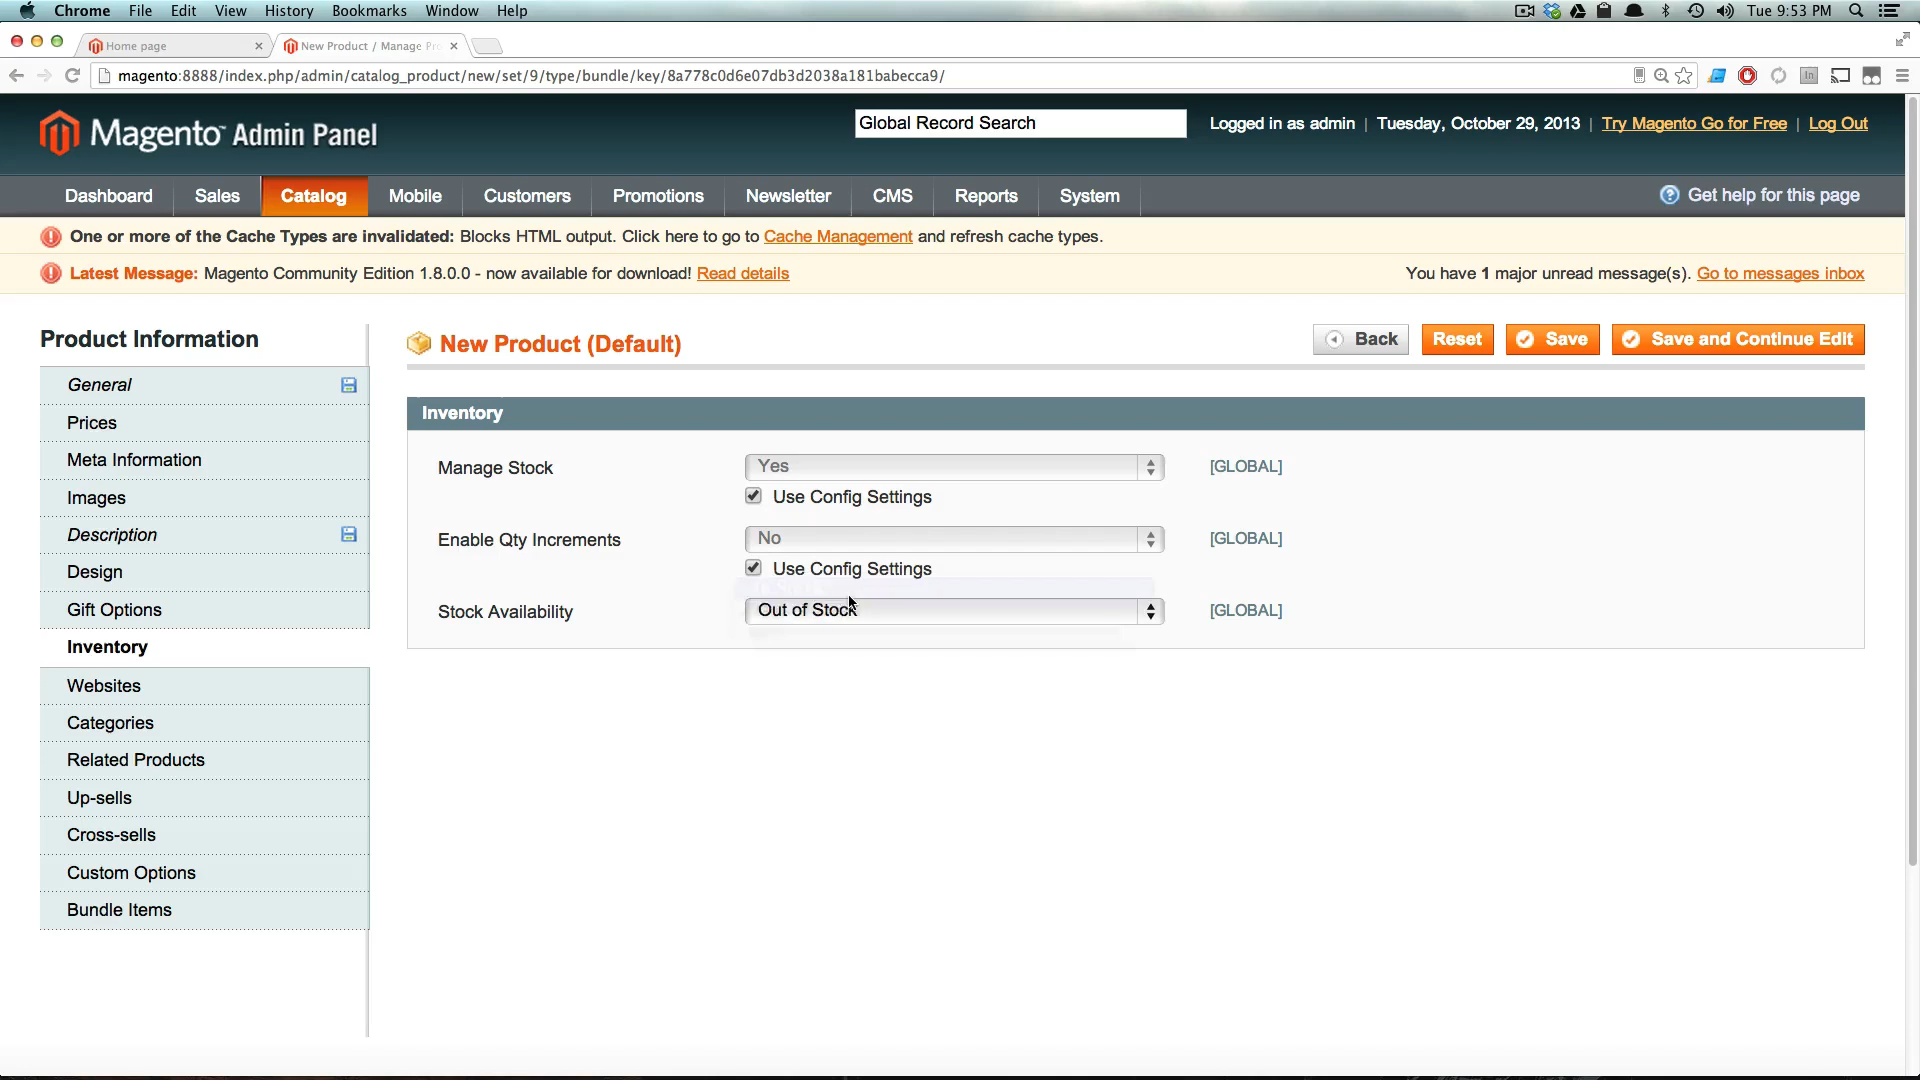 Chrome File Edit View History Bookmarks Window Help Tue 9:53 PM
Home page New Product / Manage Pr
magento:8888/index.php/admin/catalog_product/new/set/9/type/bundle/key/8a778c0d6e07db3d2038a181babecca9/
Magento Admin Panel
Global Record Search
Logged in as admin | Tuesday, October 29, 2013 | Try Magento Go for Free | Log Out
Dashboard Sales Catalog Mobile Customers Promotions Newsletter CMS Reports System Get help for this page
One or more of the Cache Types are invalidated: Blocks HTML output. Click here to go to Cache Management and refresh cache types.
Latest Message: Magento Community Edition 1.8.0.0 - now available for download! Read details You have 1 major unread message(s). Go to messages inbox
Product Information
General
Prices
Meta Information
Images
Description
Design
Gift Options
Inventory
Websites
Categories
Related Products
Up-sells
Cross-sells
Custom Options
Bundle Items
New Product (Default)
Back Reset Save Save and Continue Edit
Inventory
Manage Stock Yes [GLOBAL]
Use Config Settings
Enable Qty Increments No [GLOBAL]
Use Config Settings
Stock Availability Out of Stock [GLOBAL]